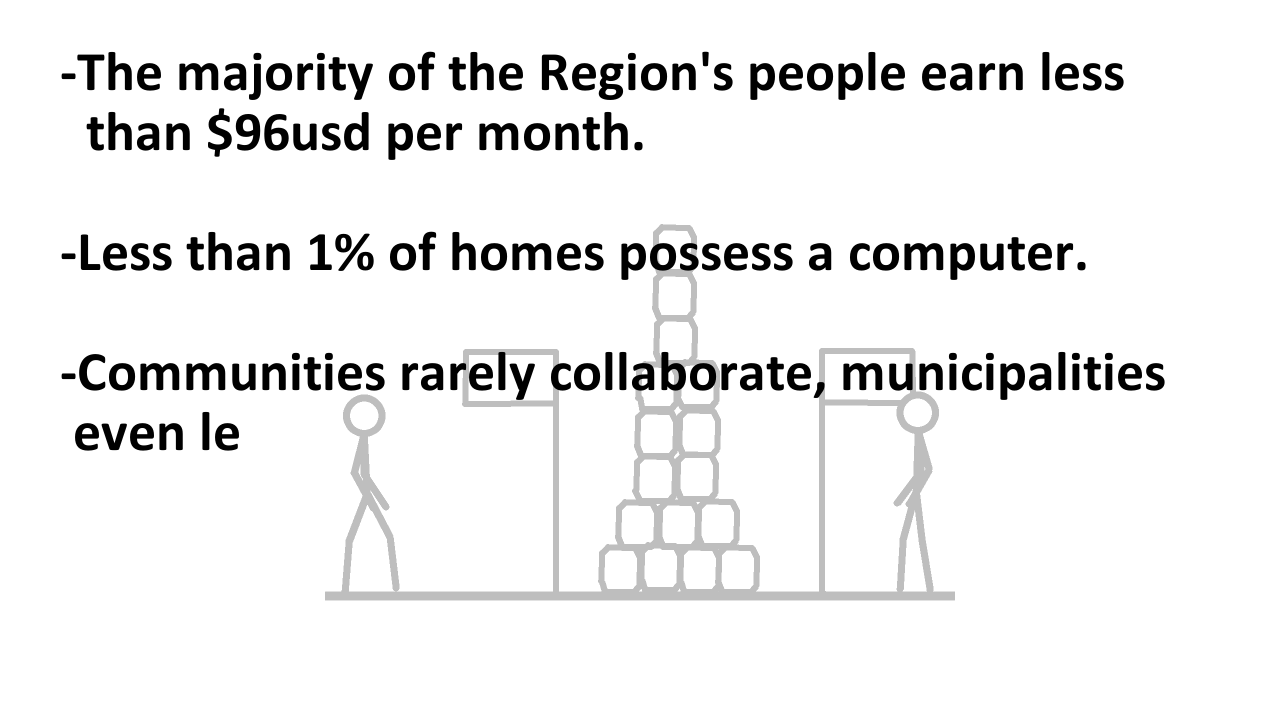 -The majority of the Region's people earn less
than $96usd per month.
-Less than 1% of homes possess a computer.
-Communities rarely collaborate, municipalities
even le